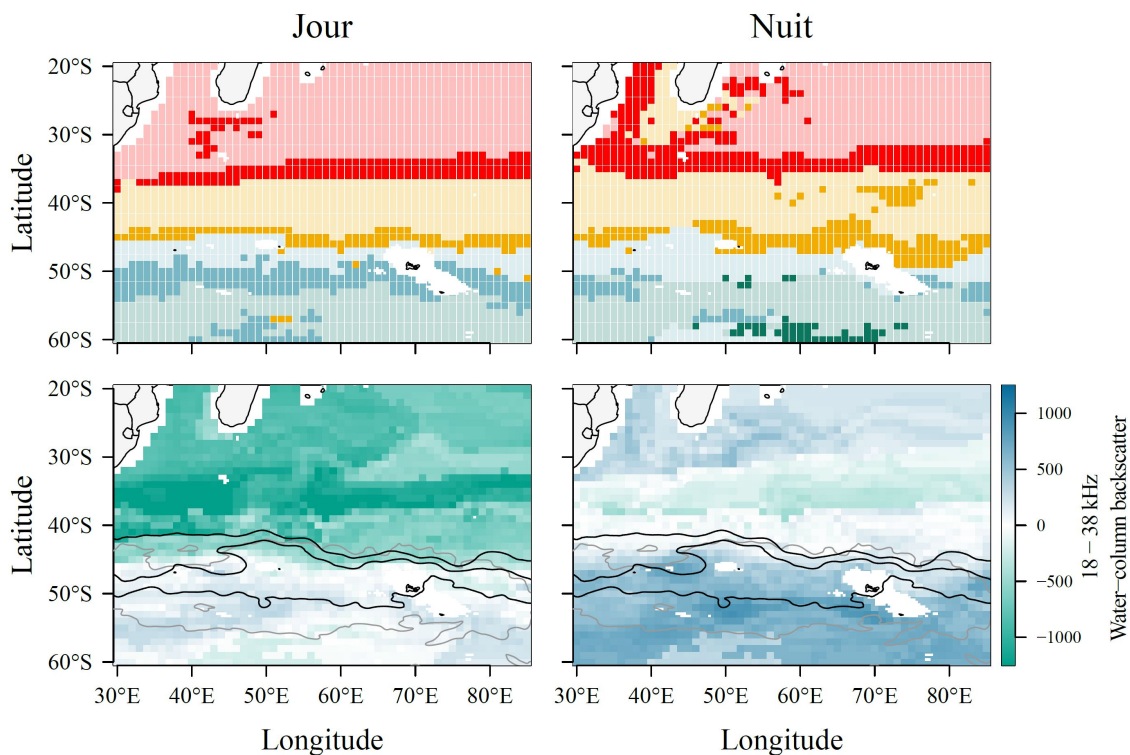 Jour
Nuit
20°S
30°S
40°S
50°S
60°S
Latitude
20°S
30°S
40°S
50°S
60°S
Latitude
30°E 40°E 50°E 60°E 70°E 80°E
30°E 40°E 50°E 60°E 70°E 80°E
Longitude
Longitude
1000
500
0
−500
−1000
18 − 38 kHz
Water−column backscatter